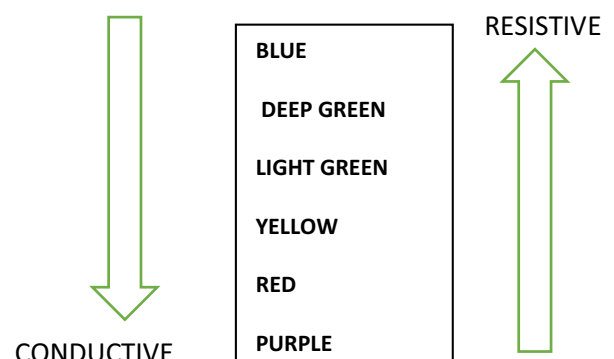 RESISTIVE
BLUE
DEEP GREEN
LIGHT GREEN
YELLOW
RED
PURPLE
CONDUCTIVE